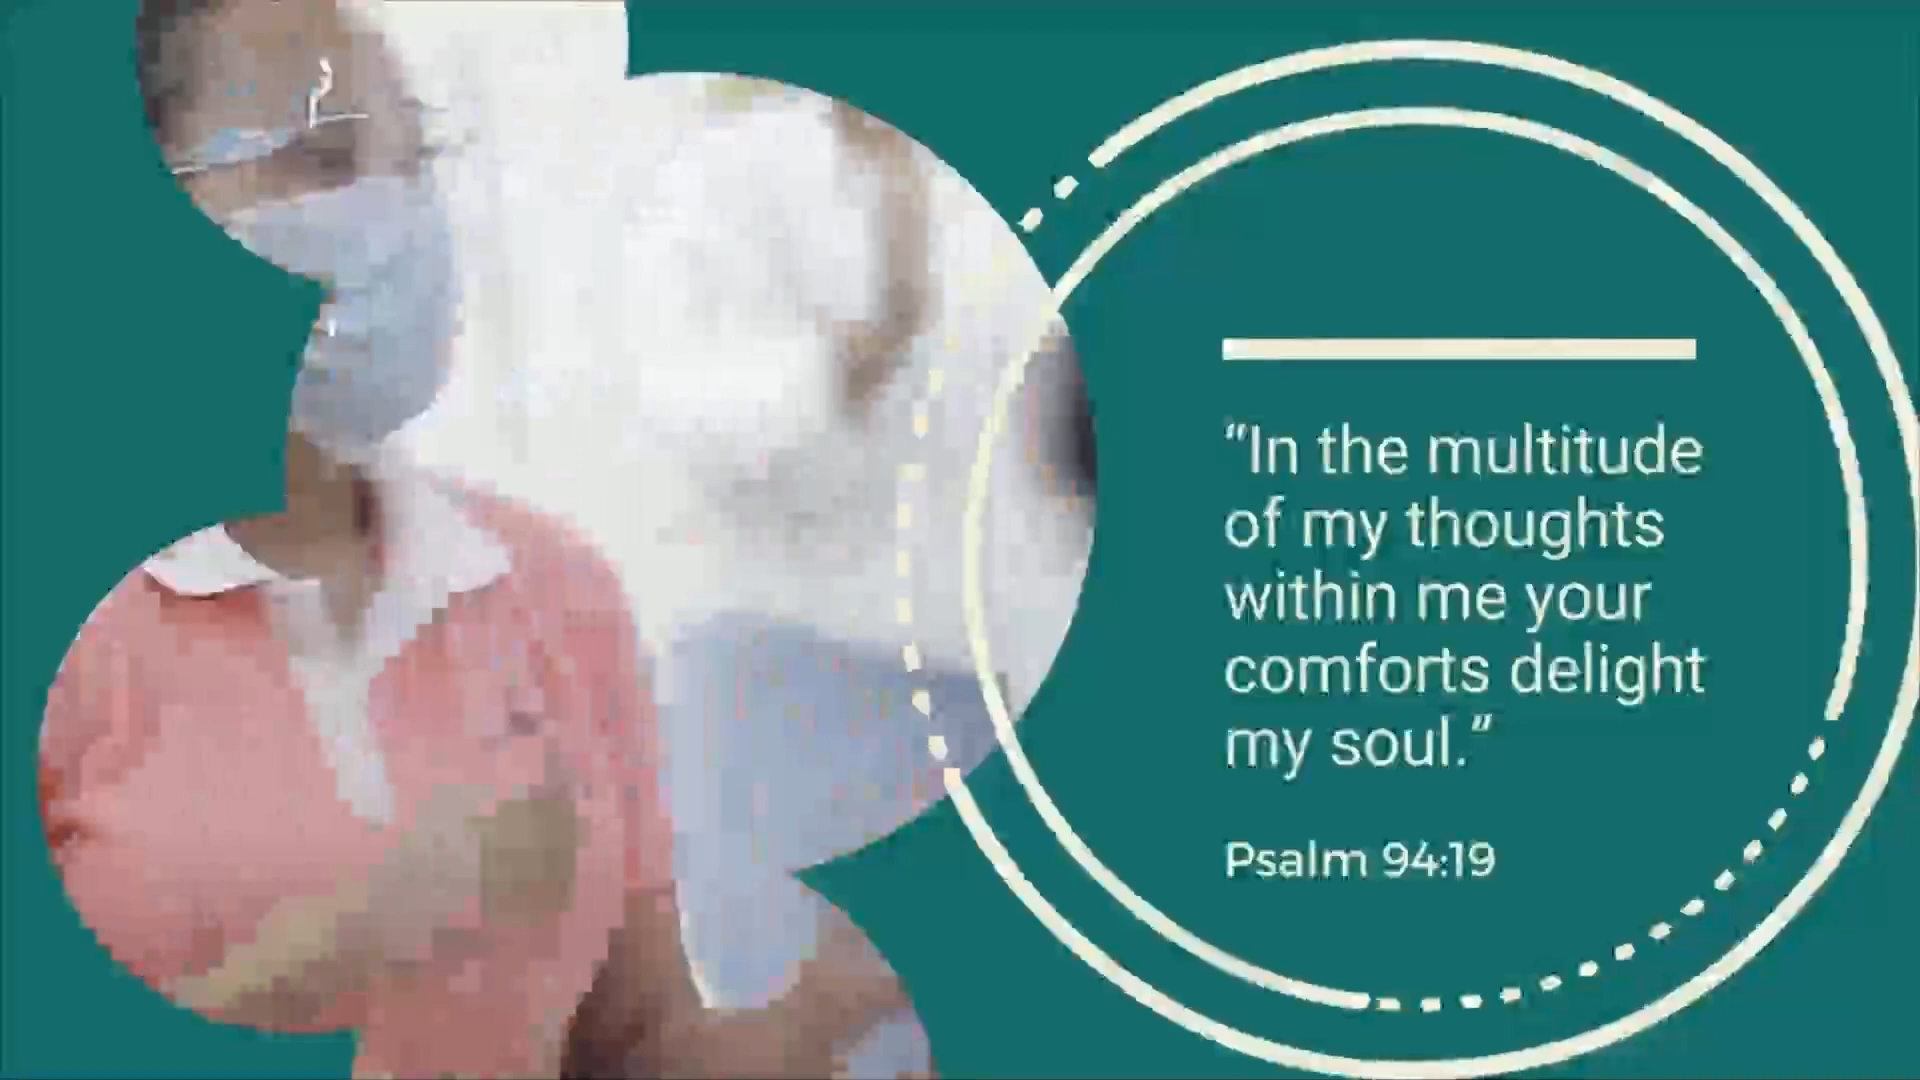 “In the multitude
of my thoughts
within me your
comforts delight
my soul.”
Psalm 94:19